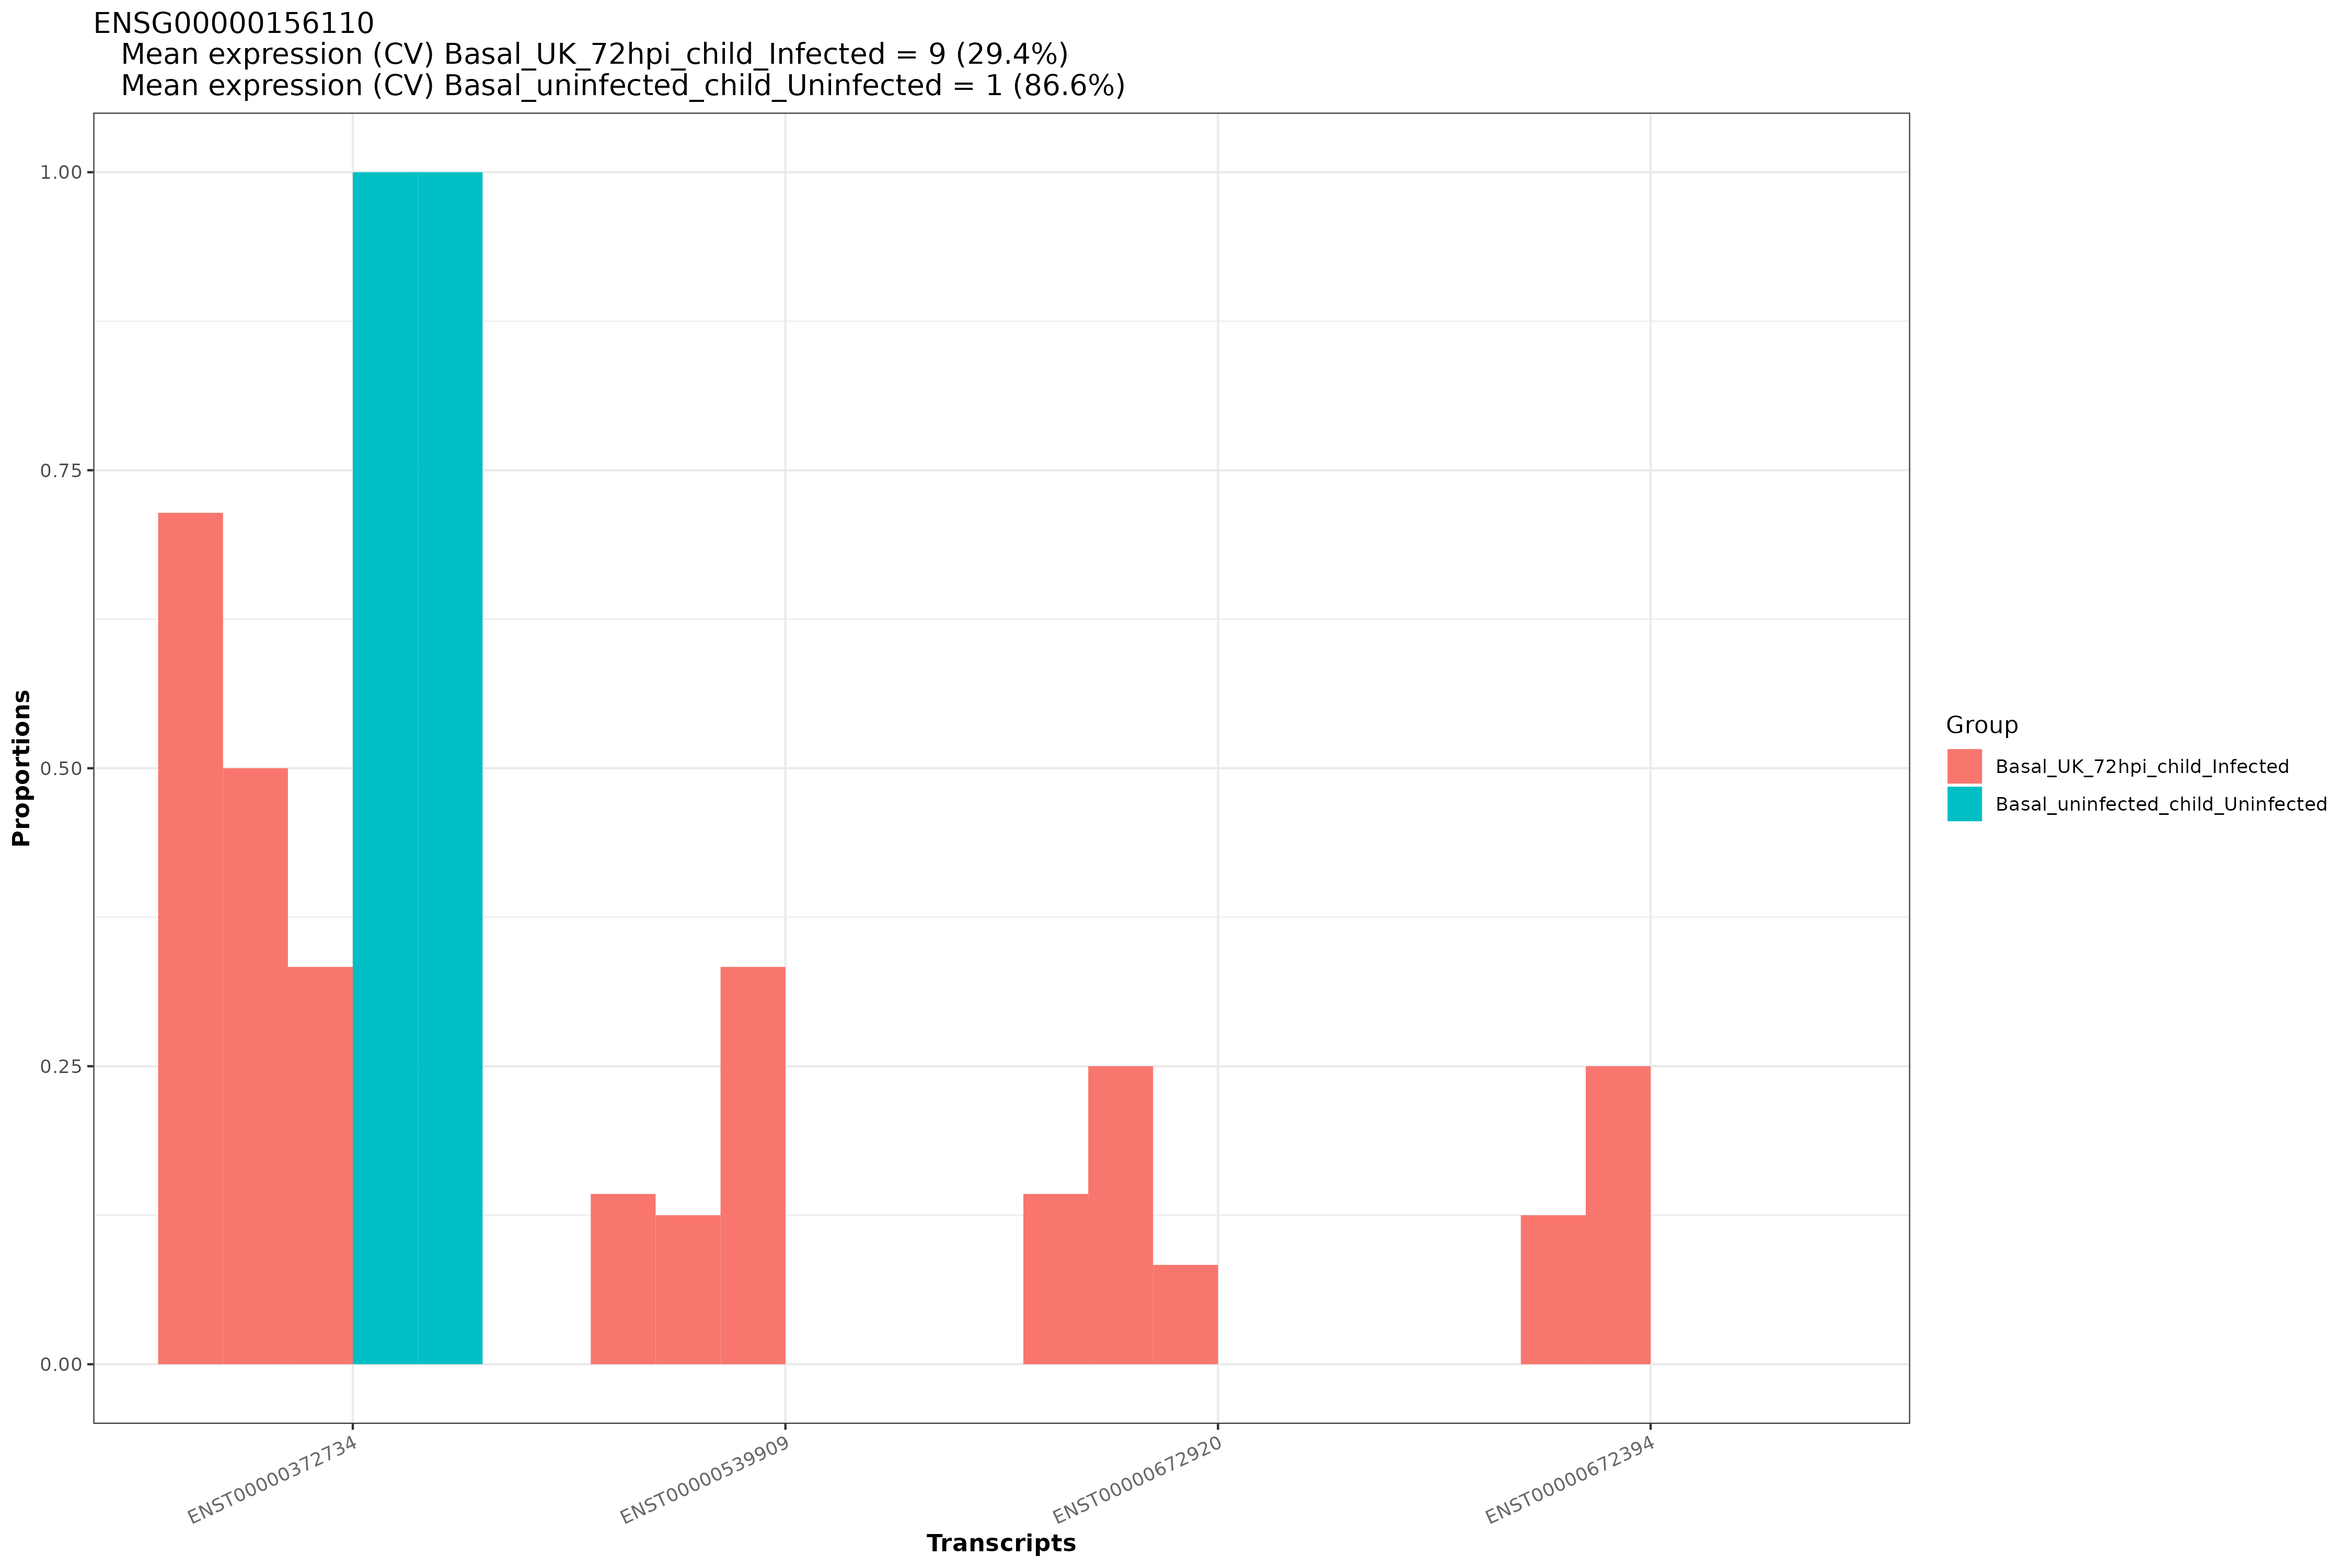 ENSG00000156110
Mean expression (CV) Basal_UK_72hpi_child_Infected = 9 (29.4%)
Mean expression (CV) Basal_uninfected_child_Uninfected = 1 (86.6%)
1.00
0.75
0.50
0.25
0.00
Proportions
ENST00000372734
ENST00000539909
ENST00000672920
ENST00000672394
Transcripts
Group
Basal_UK_72hpi_child_Infected
Basal_uninfected_child_Uninfected